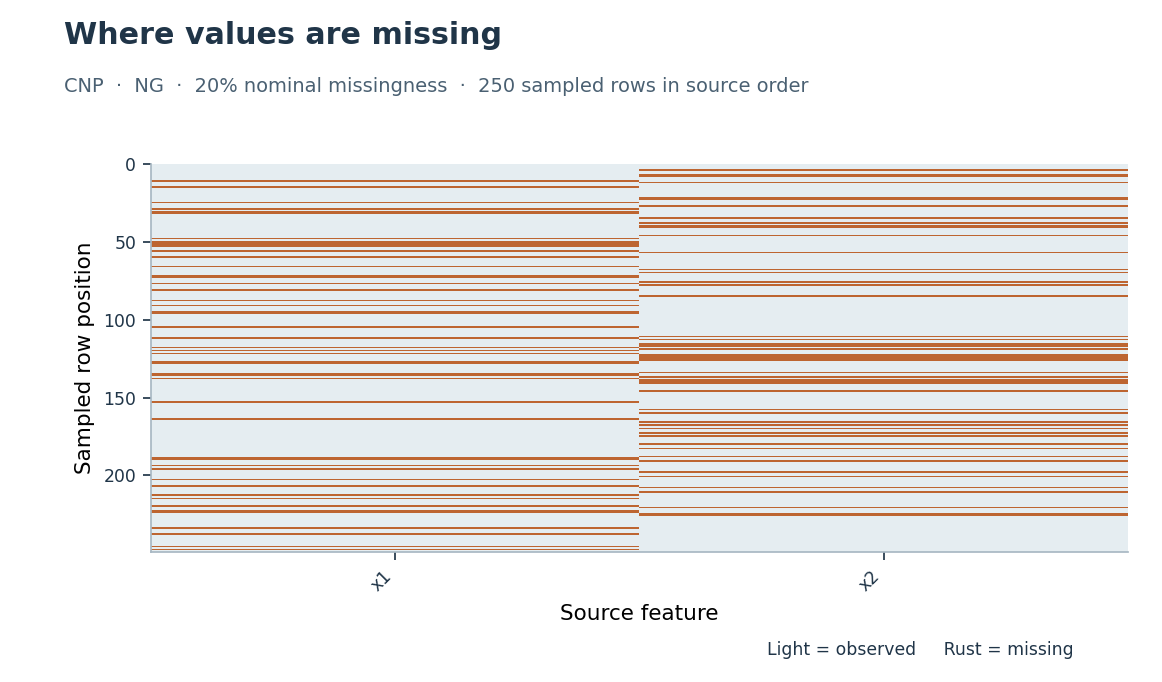 Where values are missing
CNP · NG · 20% nominal missingness · 250 sampled rows in source order
0
50
100
150
200
Sampled row position
x1
x2
Source feature
Light = observed Rust = missing